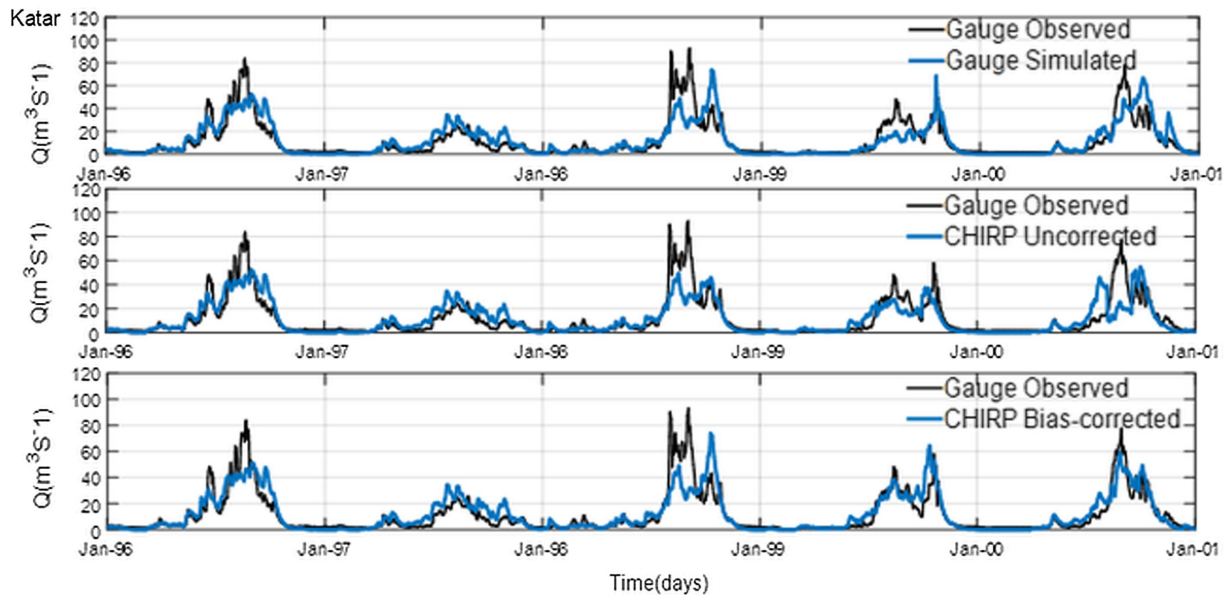 Katar
120
100
80
60
40
20
0
Q(m³S⁻1)
Gauge Observed
Gauge Simulated
Jan-96 Jan-97 Jan-98 Jan-99 Jan-00 Jan-01
120
100
80
60
40
20
0
Q(m³S⁻1)
Gauge Observed
CHIRP Uncorrected
Jan-96 Jan-97 Jan-98 Jan-99 Jan-00 Jan-01
120
100
80
60
40
20
0
Q(m³S⁻1)
Gauge Observed
CHIRP Bias-corrected
Jan-96 Jan-97 Jan-98 Jan-99 Jan-00 Jan-01
Time(days)